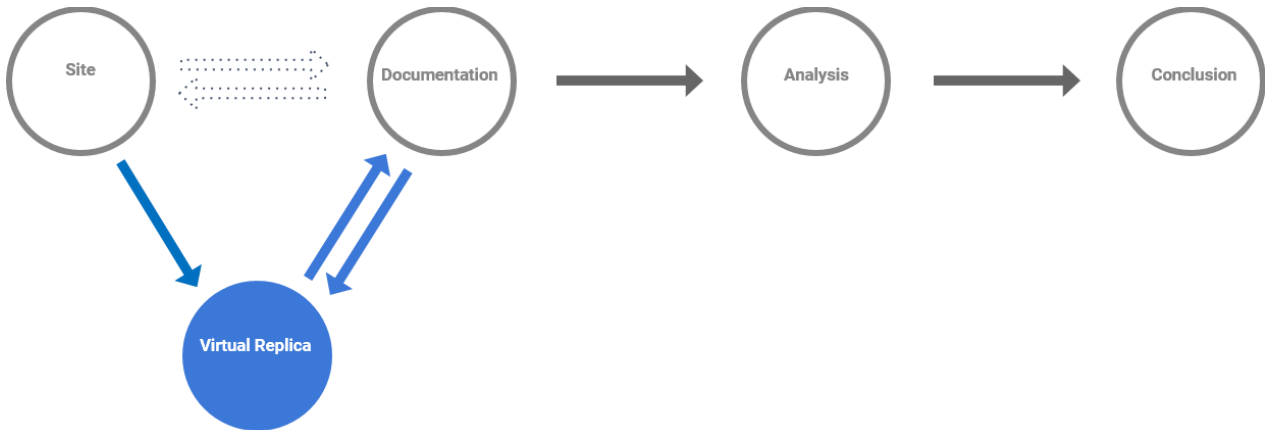 Site
Documentation
Analysis
Conclusion
Virtual Replica